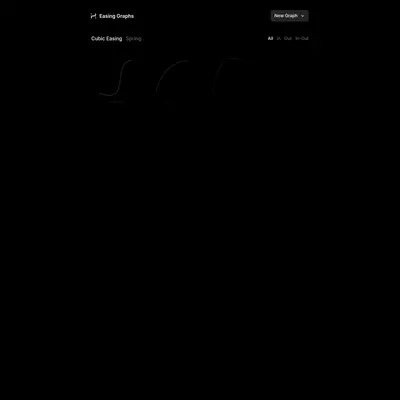 Easing Graphs
New Graph
Cubic Easing Spring
All In Out In-Out